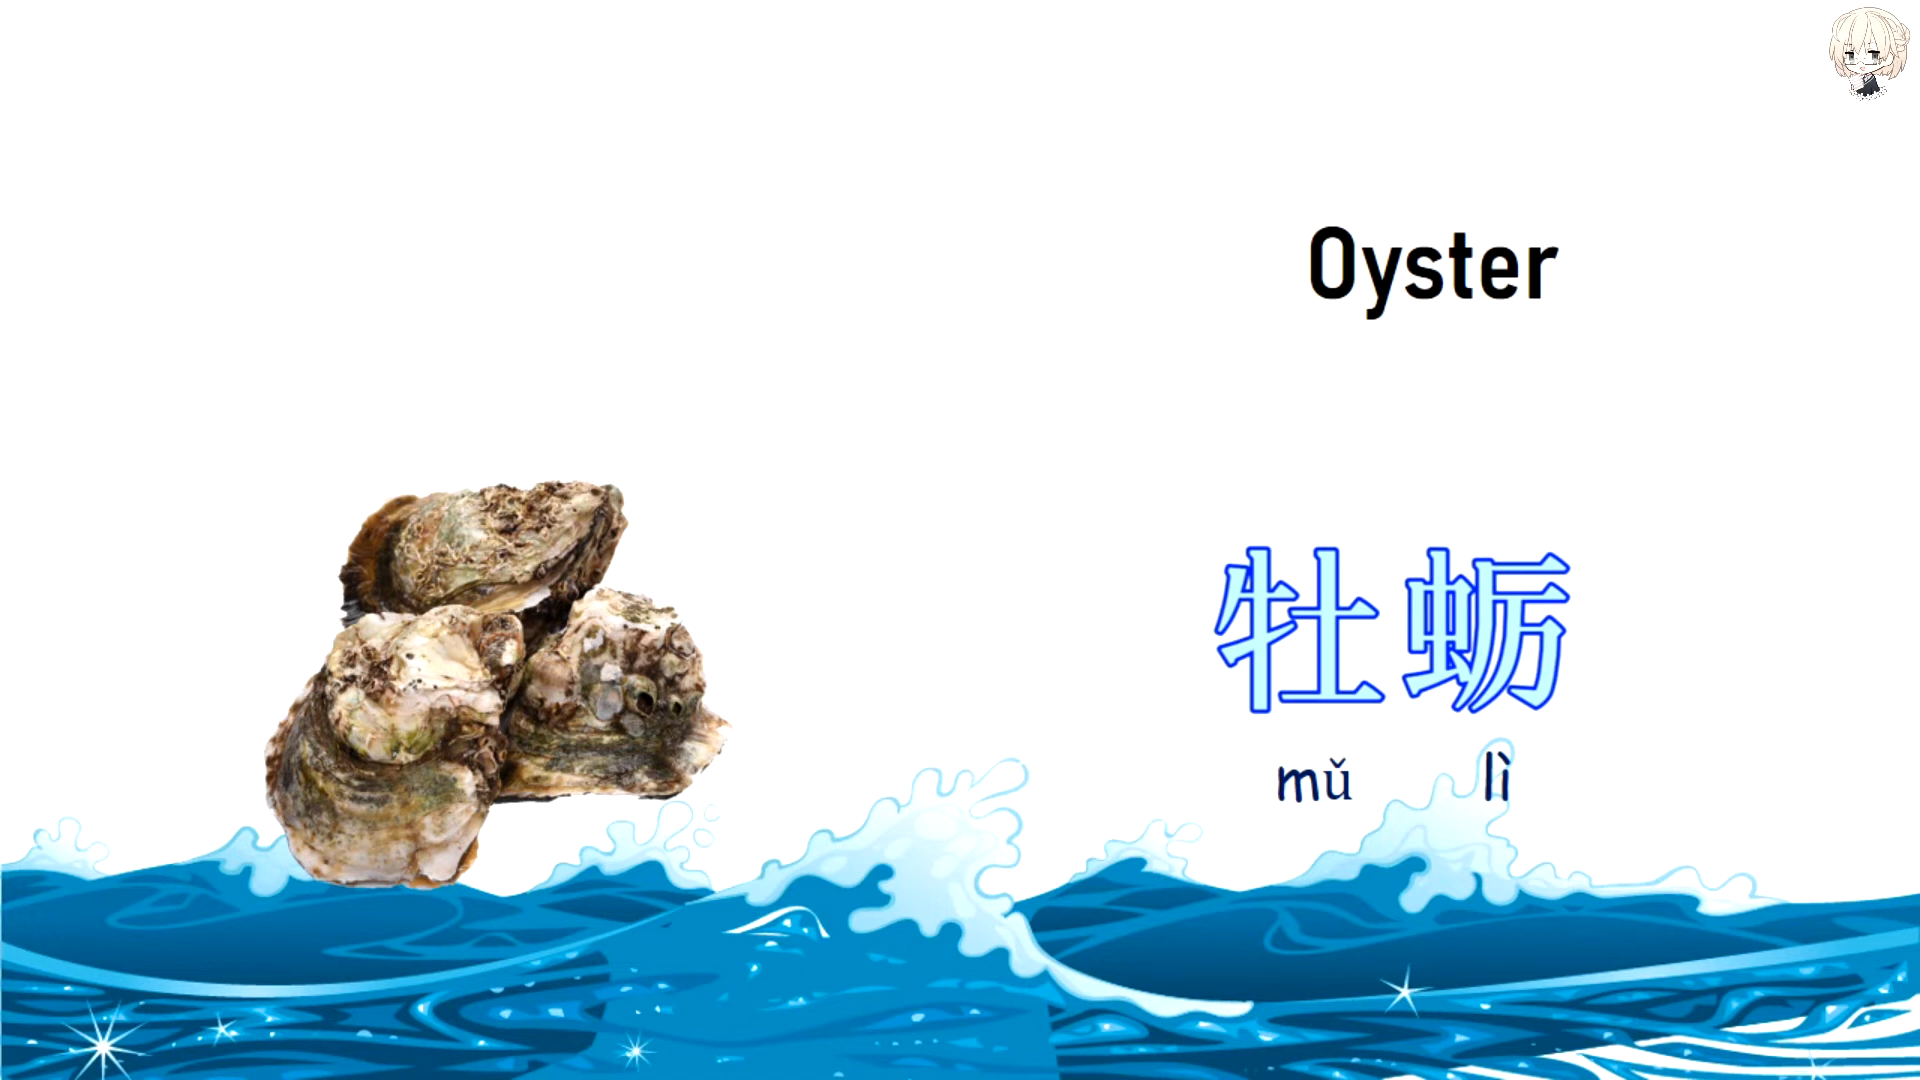 Oyster
牡蛎
mǔ lì